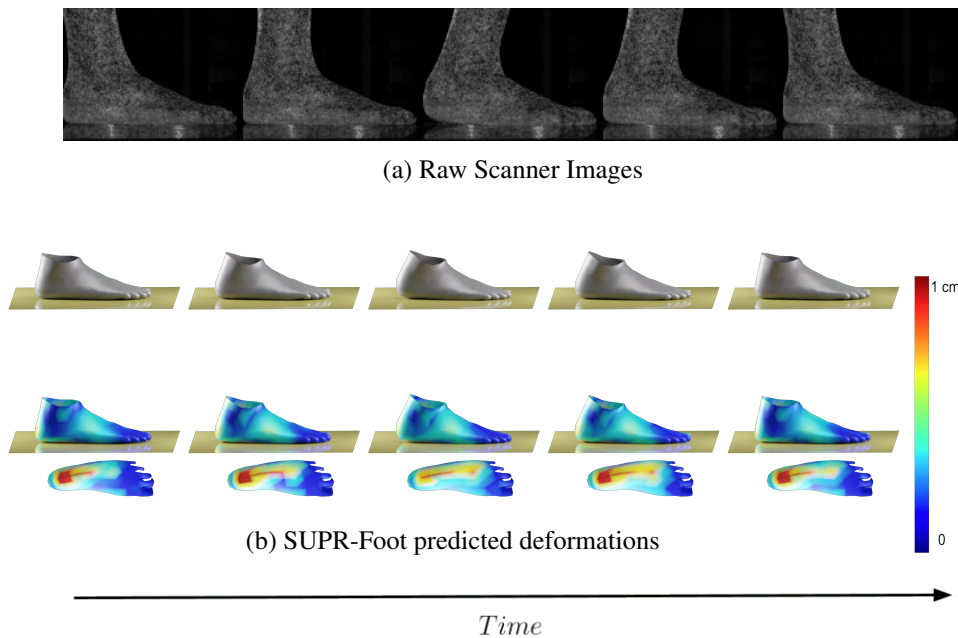 (a) Raw Scanner Images
1 cm
0
(b) SUPR-Foot predicted deformations
Time